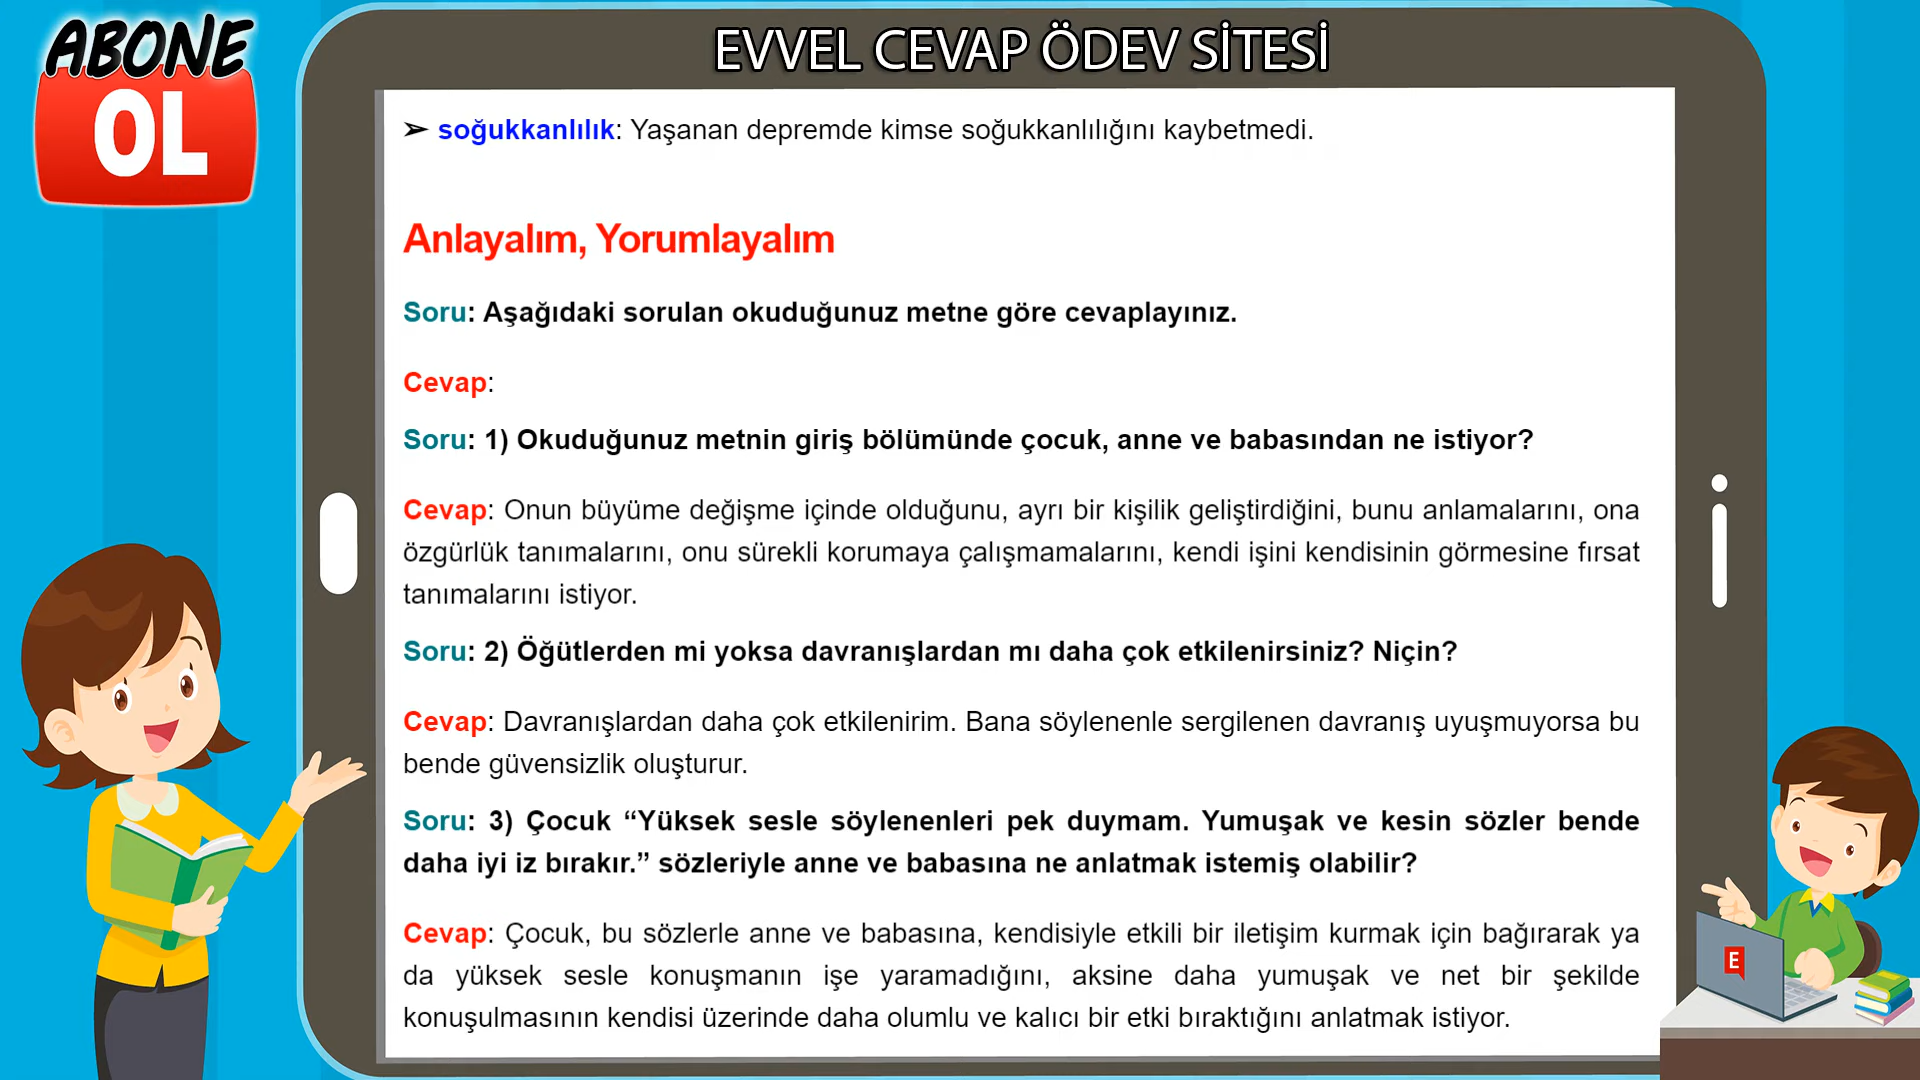 ABONE
OL
EVVEL CEVAP ÖDEV SİTESİ
➢ soğukkanlılık: Yaşanan depremde kimse soğukkanlılığını kaybetmedi.
Anlayalım, Yorumlayalım
Soru: Aşağıdaki sorulan okuduğunuz metne göre cevaplayınız.
Cevap:
Soru: 1) Okuduğunuz metnin giriş bölümünde çocuk, anne ve babasından ne istiyor?
Cevap: Onun büyüme değişme içinde olduğunu, ayrı bir kişilik geliştirdiğini, bunu anlamalarını, ona
özgürlük tanımalarını, onu sürekli korumaya çalışmamalarını, kendi işini kendisinin görmesine fırsat
tanımalarını istiyor.
Soru: 2) Öğütlerden mi yoksa davranışlardan mı daha çok etkilenirsiniz? Niçin?
Cevap: Davranışlardan daha çok etkilenirim. Bana söylenenle sergilenen davranış uyuşmuyorsa bu
bende güvensizlik oluşturur.
Soru: 3) Çocuk “Yüksek sesle söylenenleri pek duymam. Yumuşak ve kesin sözler bende
daha iyi iz bırakır.” sözleriyle anne ve babasına ne anlatmak istemiş olabilir?
Cevap: Çocuk, bu sözlerle anne ve babasına, kendisiyle etkili bir iletişim kurmak için bağırarak ya
da yüksek sesle konuşmanın işe yaramadığını, aksine daha yumuşak ve net bir şekilde
konuşulmasının kendisi üzerinde daha olumlu ve kalıcı bir etki bıraktığını anlatmak istiyor.
E